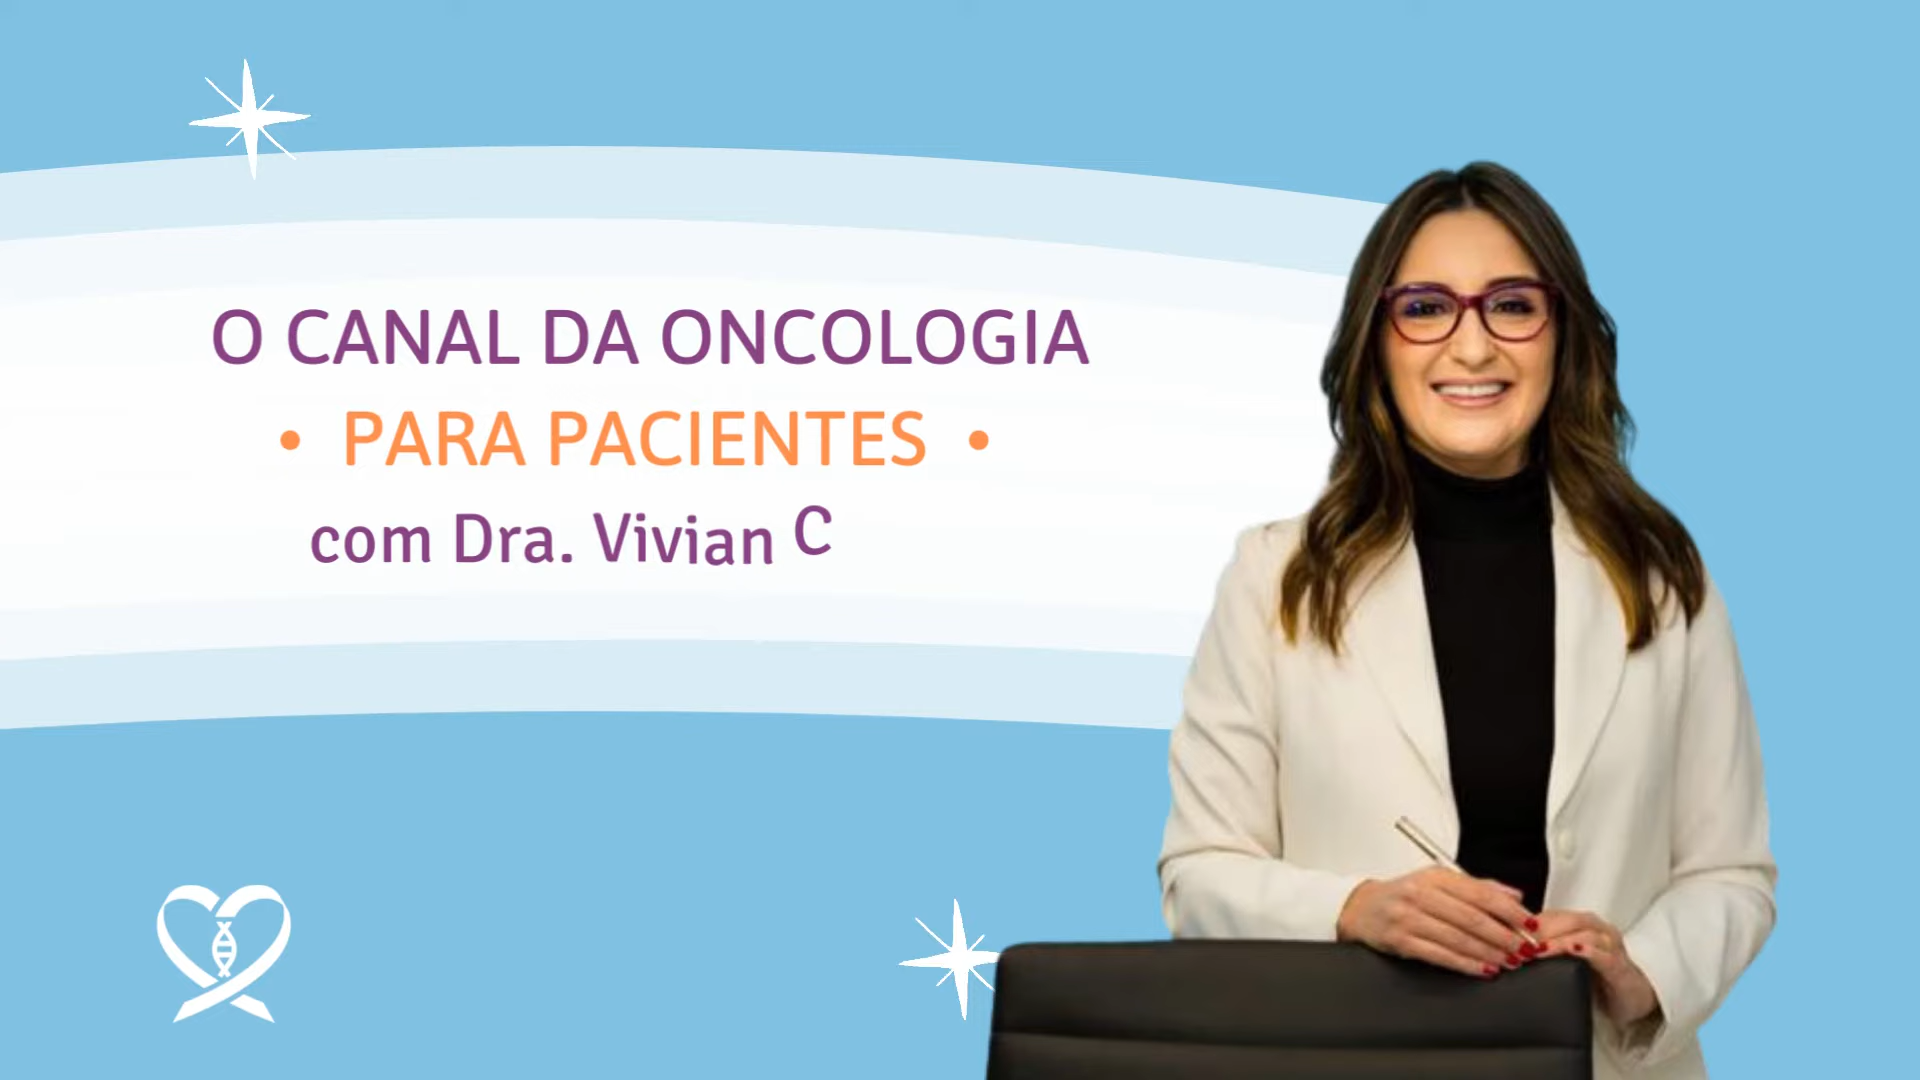 O CANAL DA ONCOLOGIA
• PARA PACIENTES •
com Dra. Vivian C